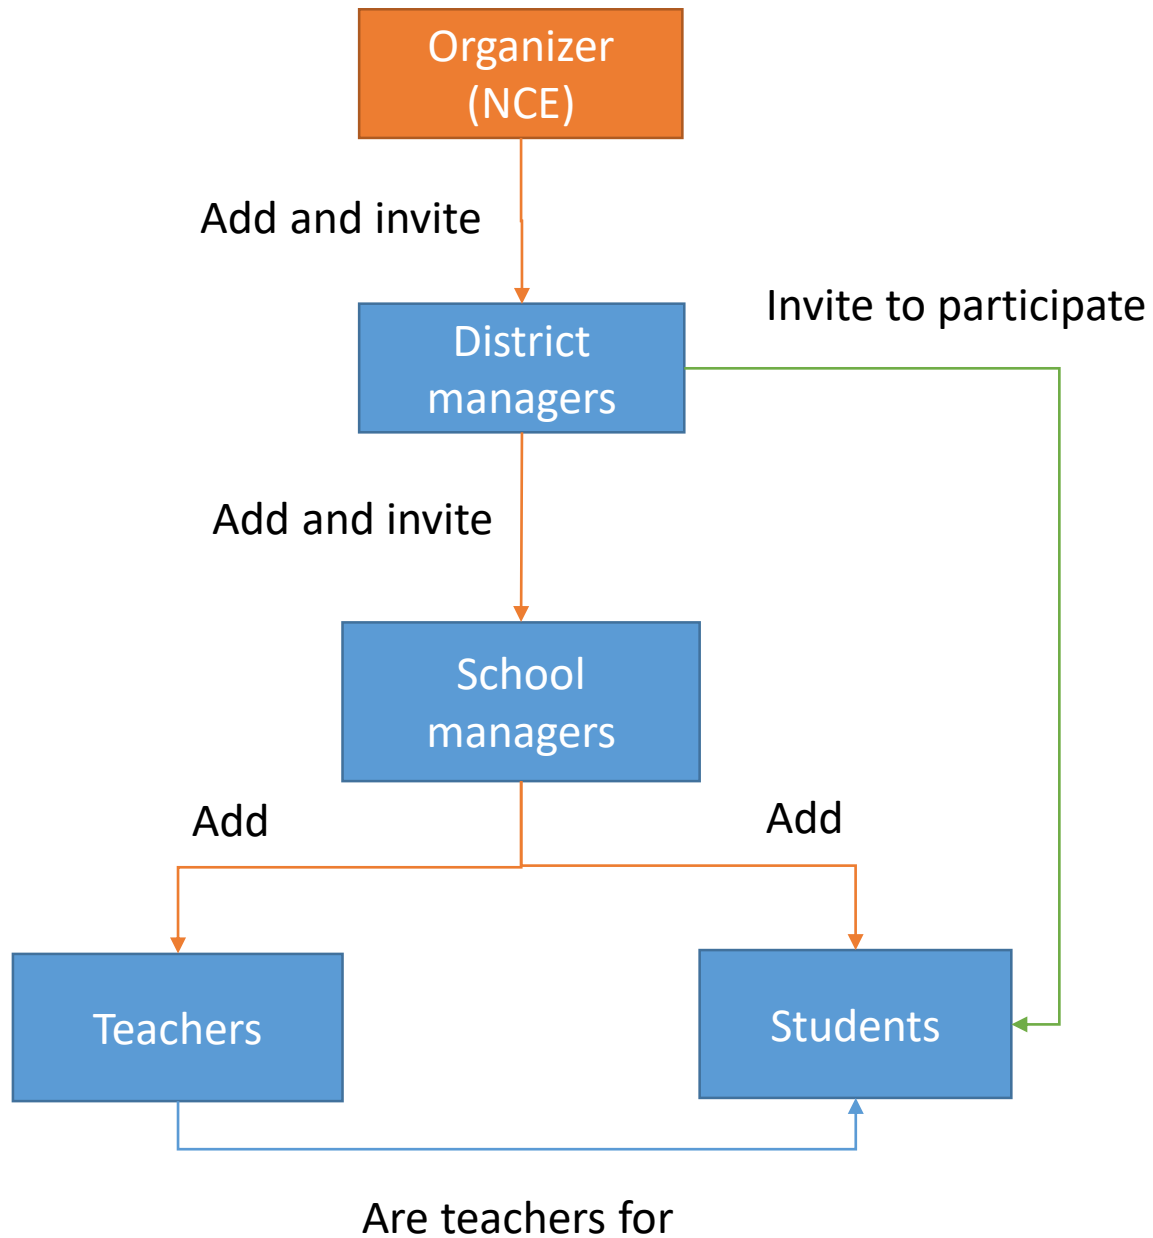 Organizer
(NCE)
Add and invite
Invite to participate
District
managers
Add and invite
School
managers
Add
Add
Teachers
Students
Are teachers for